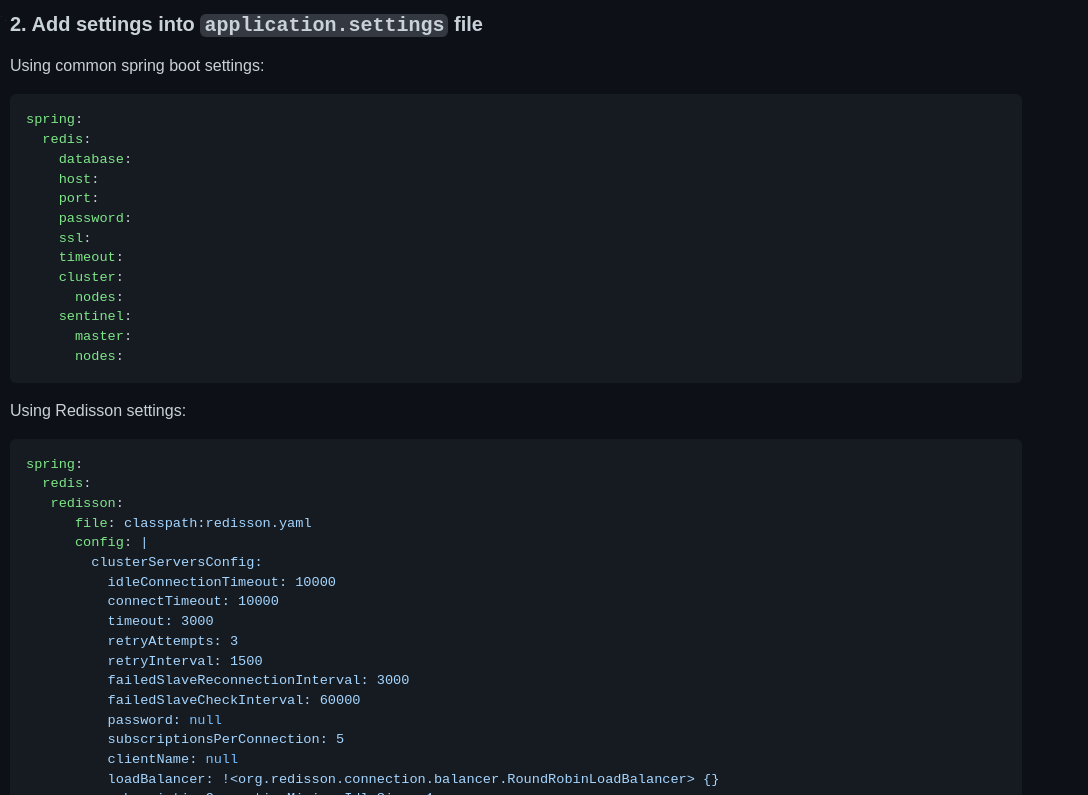 2. Add settings into application.settings file
Using common spring boot settings:
spring:
  redis:
    database:
    host:
    port:
    password:
    ssl:
    timeout:
    cluster:
      nodes:
    sentinel:
      master:
      nodes:
Using Redisson settings:
spring:
  redis:
   redisson:
      file: classpath:redisson.yaml
      config: |
        clusterServersConfig:
          idleConnectionTimeout: 10000
          connectTimeout: 10000
          timeout: 3000
          retryAttempts: 3
          retryInterval: 1500
          failedSlaveReconnectionInterval: 3000
          failedSlaveCheckInterval: 60000
          password: null
          subscriptionsPerConnection: 5
          clientName: null
          loadBalancer: !<org.redisson.connection.balancer.RoundRobinLoadBalancer> {}